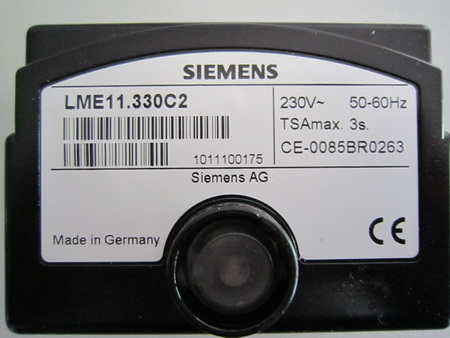 SIEMENS
LME11.330C2
230V~ 50-60Hz
TSAmax. 3s.
CE-0085BR0263
1011100175
Siemens AG
Made in Germany
CE